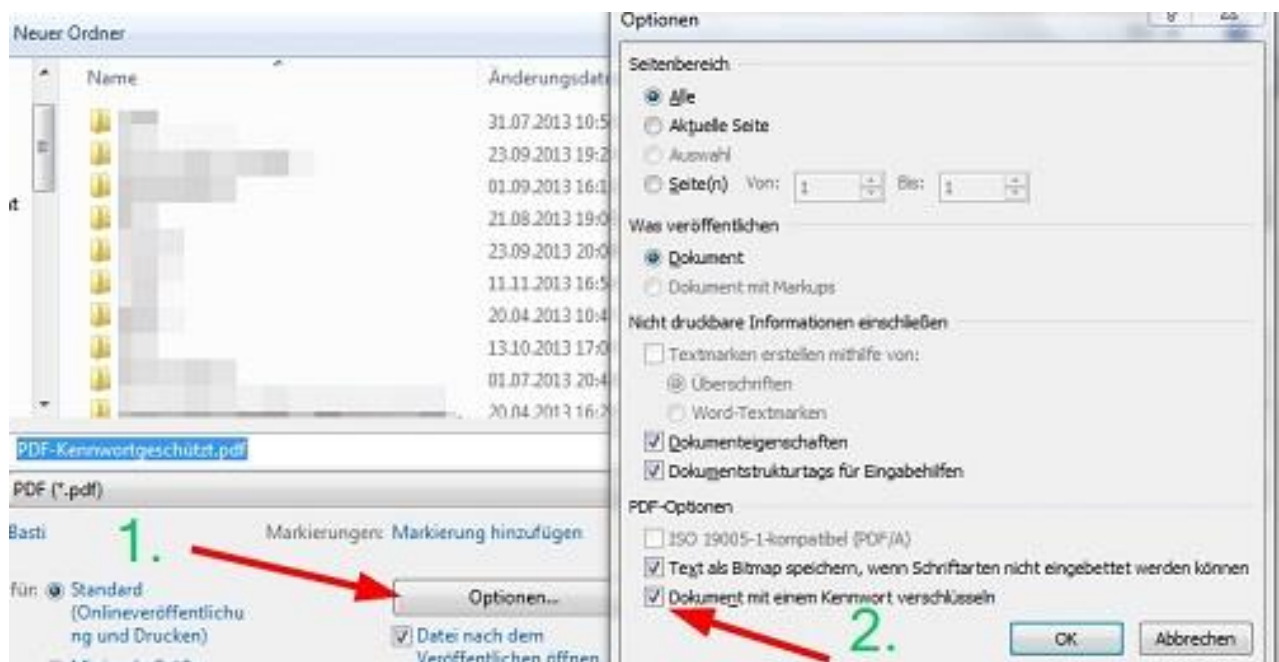 Neuer Ordner
Name
Änderungsdat
31.07.2013 10:5
23.09.2013 19:2
01.09.2013 16:1
21.08.2013 19:0
23.09.2013 20:0
11.11.2013 16:5
20.04.2013 10:4
13.10.2013 17:0
01.07.2013 20:4
20.04.2013 16:2
PDF-Kennwortgeschützt.pdf
PDF (*.pdf)
Basti
Markierungen: Markierung hinzufügen
1.
für:
Standard
(Onlineveröffentlichu
ng und Drucken)
Optionen...
Datei nach dem
Veröffentlichen öffnen
Optionen
Seitenbereich
Alle
Aktuelle Seite
Auswahl
Seite(n) Von: 1 Bis: 1
Was veröffentlichen
Dokument
Dokument mit Markups
Nicht druckbare Informationen einschließen
Textmarken erstellen mithilfe von:
Überschriften
Word-Textmarken
Dokumenteigenschaften
Dokumentstrukturtags für Eingabehilfen
PDF-Optionen
ISO 19005-1-kompatibel (PDF/A)
Text als Bitmap speichern, wenn Schriftarten nicht eingebettet werden können
Dokument mit einem Kennwort verschlüsseln
2.
OK
Abbrechen